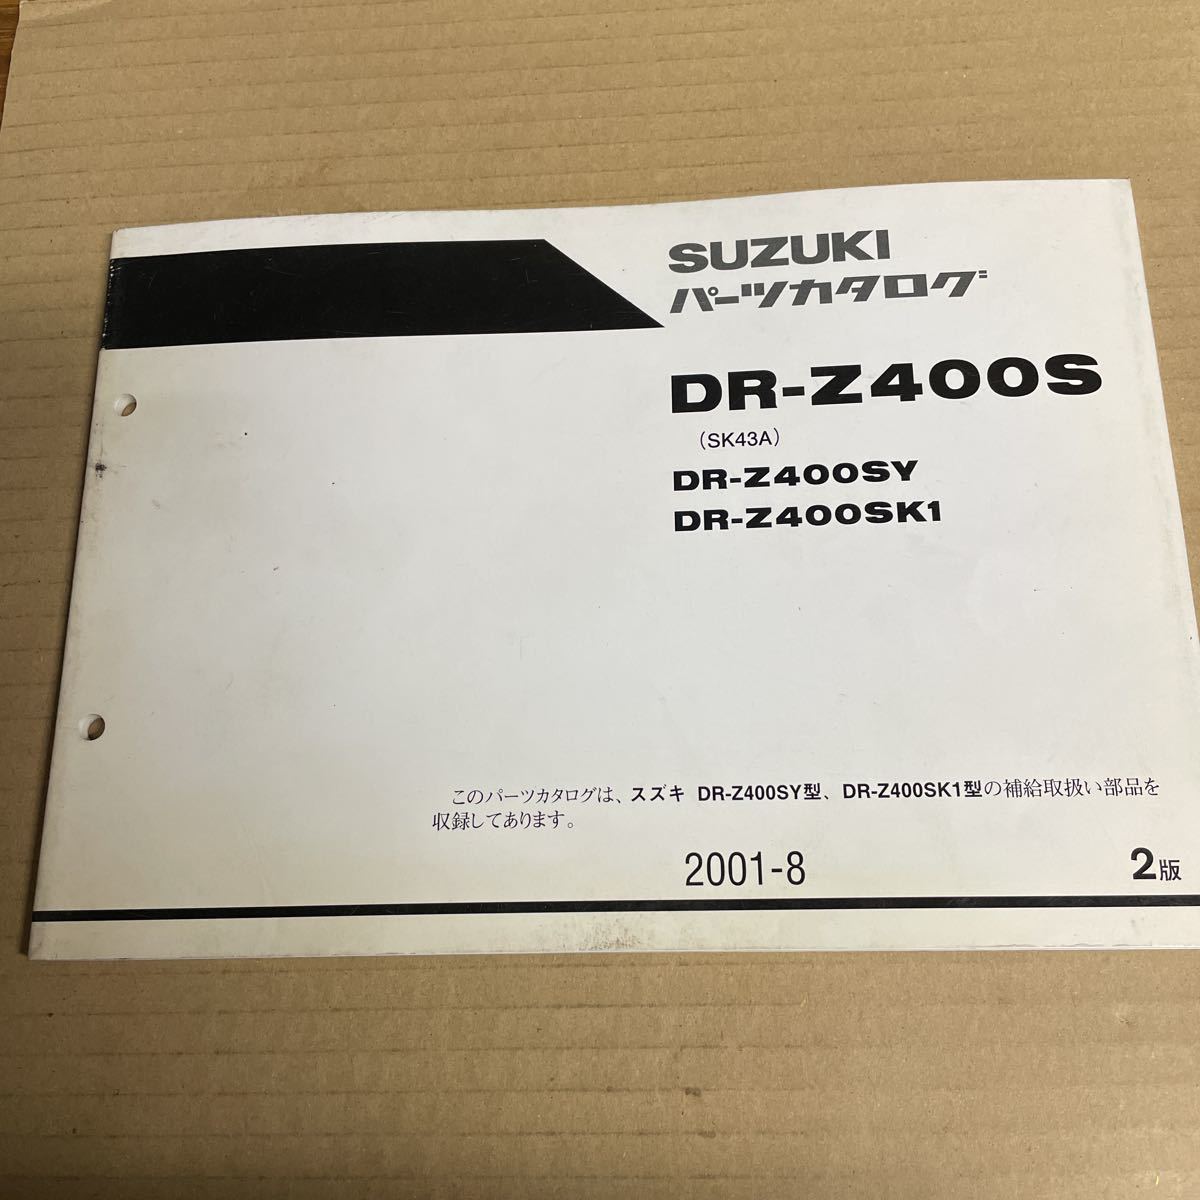 SUZUKI
パーツカタログ
DR-Z400S
(SK43A)
DR-Z400SY
DR-Z400SK1
このパーツカタログは、スズキ DR-Z400SY型、DR-Z400SK1型の補給取扱い部品を
収録してあります。
2001-8 2版